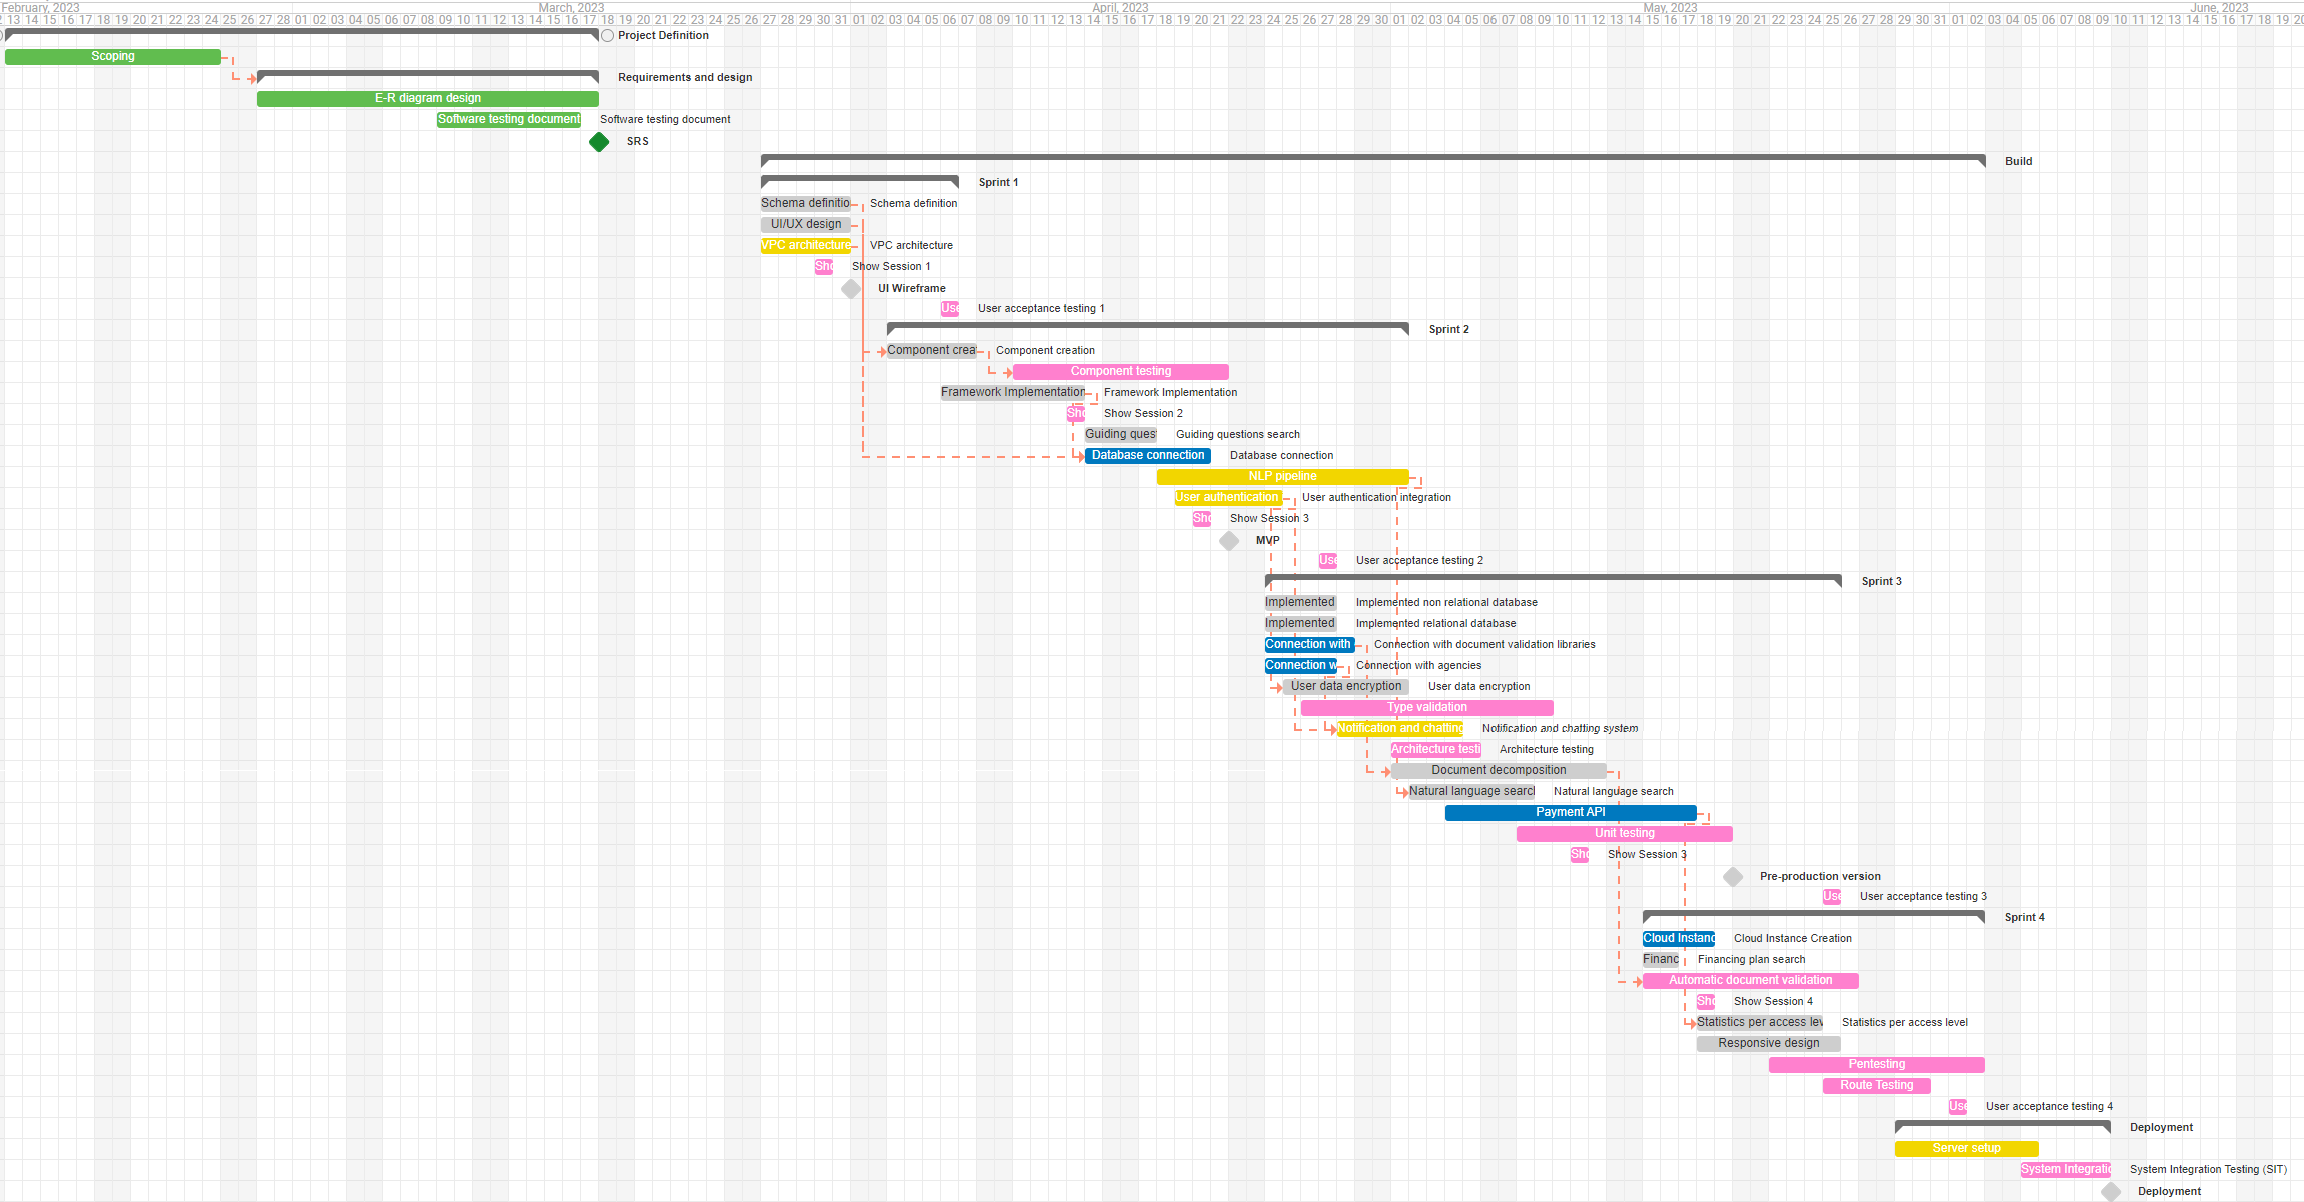 February, 2023 March, 2023 April, 2023 May, 2023 June, 2023
2 13 14 15 16 17 18 19 20 21 22 23 24 25 26 27 28 01 02 03 04 05 06 07 08 09 10 11 12 13 14 15 16 17 18 19 20 21 22 23 24 25 26 27 28 29 30 31 01 02 03 04 05 06 07 08 09 10 11 12 13 14 15 16 17 18 19 20 21 22 23 24 25 26 27 28 29 30 01 02 03 04 05 06 07 08 09 10 11 12 13 14 15 16 17 18 19 20 21 22 23 24 25 26 27 28 29 30 31 01 02 03 04 05 06 07 08 09 10 11 12 13 14 15 16 17 18 19 20
Project Definition
Scoping
Requirements and design
E-R diagram design
Software testing document Software testing document
SRS
Build
Sprint 1
Schema definitio Schema definition
UI/UX design
VPC architecture VPC architecture
Sho Show Session 1
UI Wireframe
Use User acceptance testing 1
Sprint 2
Component crea Component creation
Component testing
Framework Implementation Framework Implementation
Sho Show Session 2
Guiding ques Guiding questions search
Database connection Database connection
NLP pipeline
User authentication User authentication integration
Sho Show Session 3
MVP
Use User acceptance testing 2
Sprint 3
Implemented Implemented non relational database
Implemented Implemented relational database
Connection with Connection with document validation libraries
Connection w Connection with agencies
User data encryption User data encryption
Type validation
Notification and chatting Notification and chatting system
Architecture testi Architecture testing
Document decomposition
Natural language searcl Natural language search
Payment API
Unit testing
Sho Show Session 3
Pre-production version
Use User acceptance testing 3
Sprint 4
Cloud Instanc Cloud Instance Creation
Financ Financing plan search
Automatic document validation
Sho Show Session 4
Statistics per access lev Statistics per access level
Responsive design
Pentesting
Route Testing
Use User acceptance testing 4
Deployment
Server setup
System Integratio System Integration Testing (SIT)
Deployment